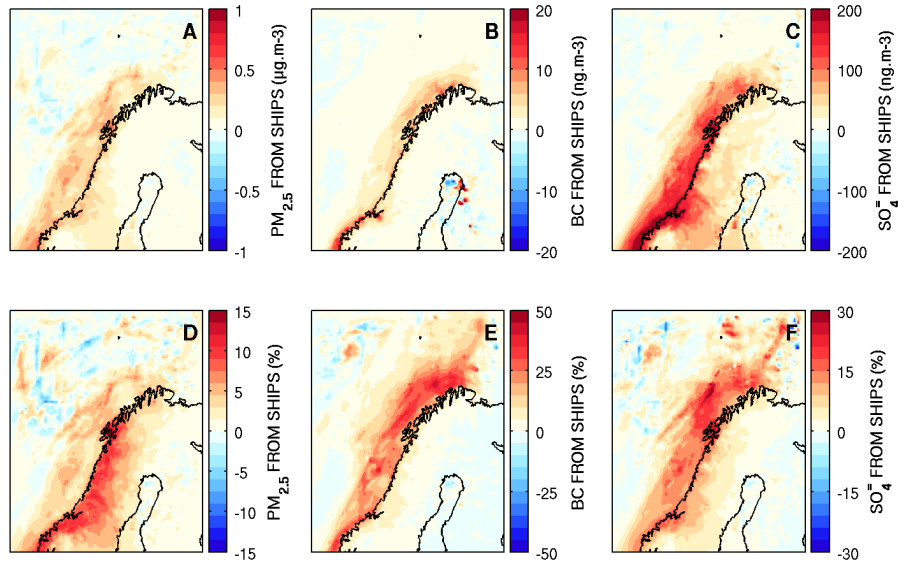 A
1
0.5
0
-0.5
-1
PM2.5 FROM SHIPS (µg.m-3)
B
20
10
0
-10
-20
BC FROM SHIPS (ng.m-3)
C
200
100
0
-100
-200
SO4= FROM SHIPS (ng.m-3)
D
15
10
5
0
-5
-10
-15
PM2.5 FROM SHIPS (%)
E
50
25
0
-25
-50
BC FROM SHIPS (%)
F
30
15
0
-15
-30
SO4= FROM SHIPS (%)